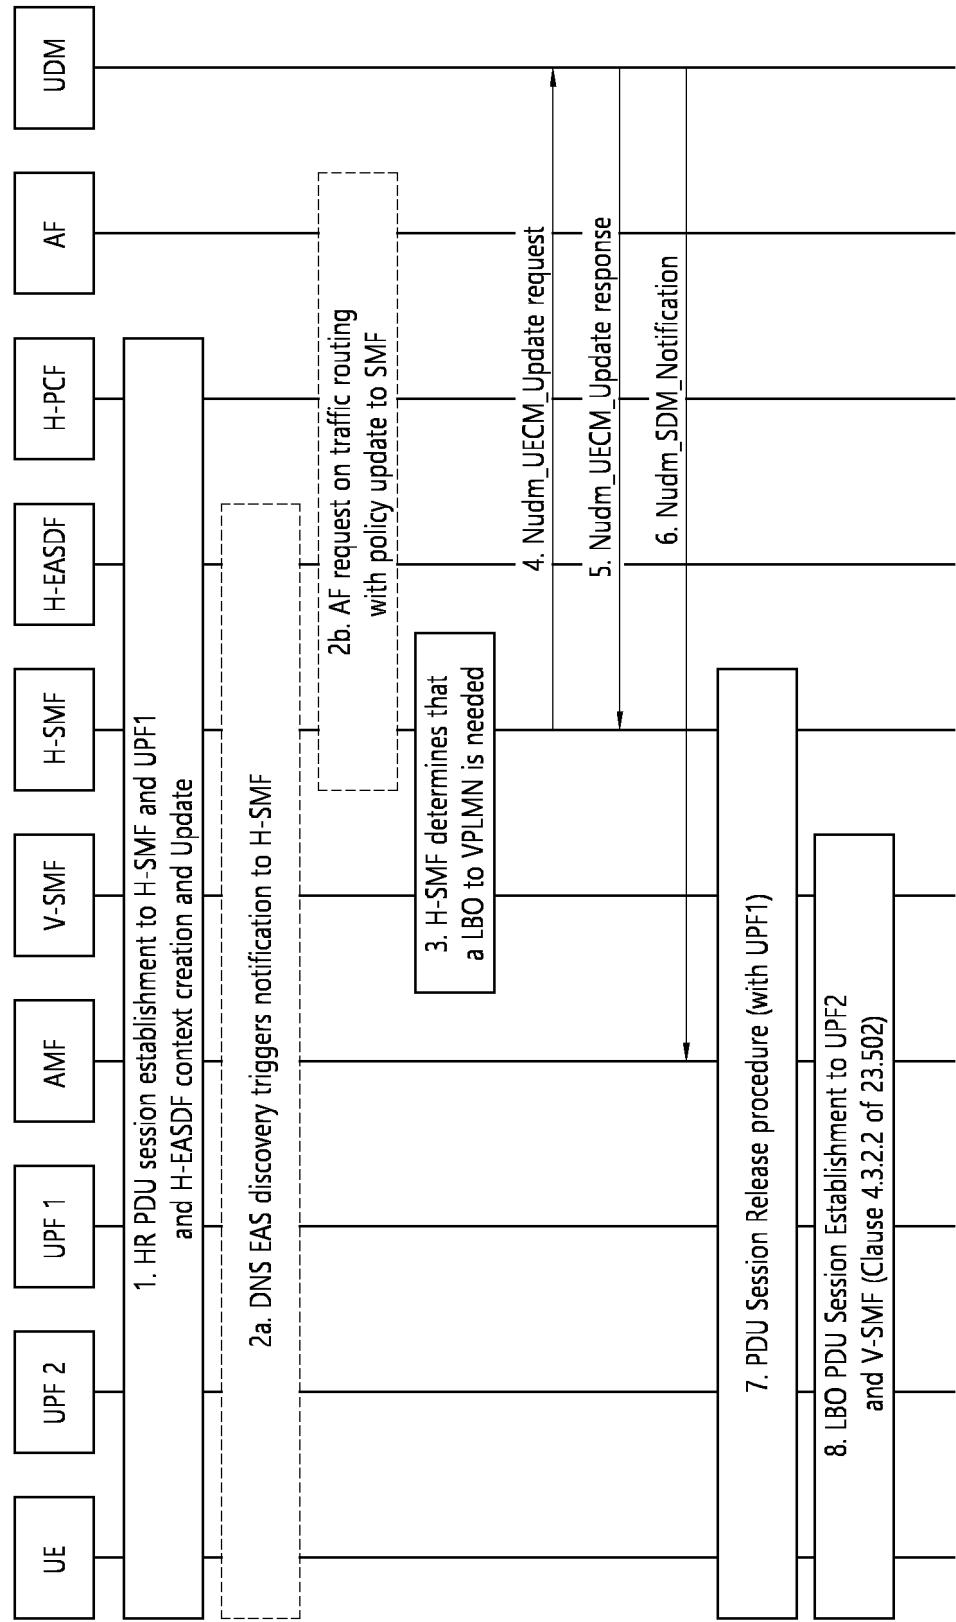 UE
UPF 2
UPF 1
AMF
V-SMF
H-SMF
H-EASDF
H-PCF
AF
UDM
1. HR PDU session establishment to H-SMF and UPF1
and H-EASDF context creation and Update
2a. DNS EAS discovery triggers notification to H-SMF
2b. AF request on traffic routing
with policy update to SMF
3. H-SMF determines that
a LBO to VPLMN is needed
4. Nudm_UECM_Update request
5. Nudm_UECM_Update response
6. Nudm_SDM_Notification
7. PDU Session Release procedure (with UPF1)
8. LBO PDU Session Establishment to UPF2
and V-SMF (Clause 4.3.2.2 of 23.502)